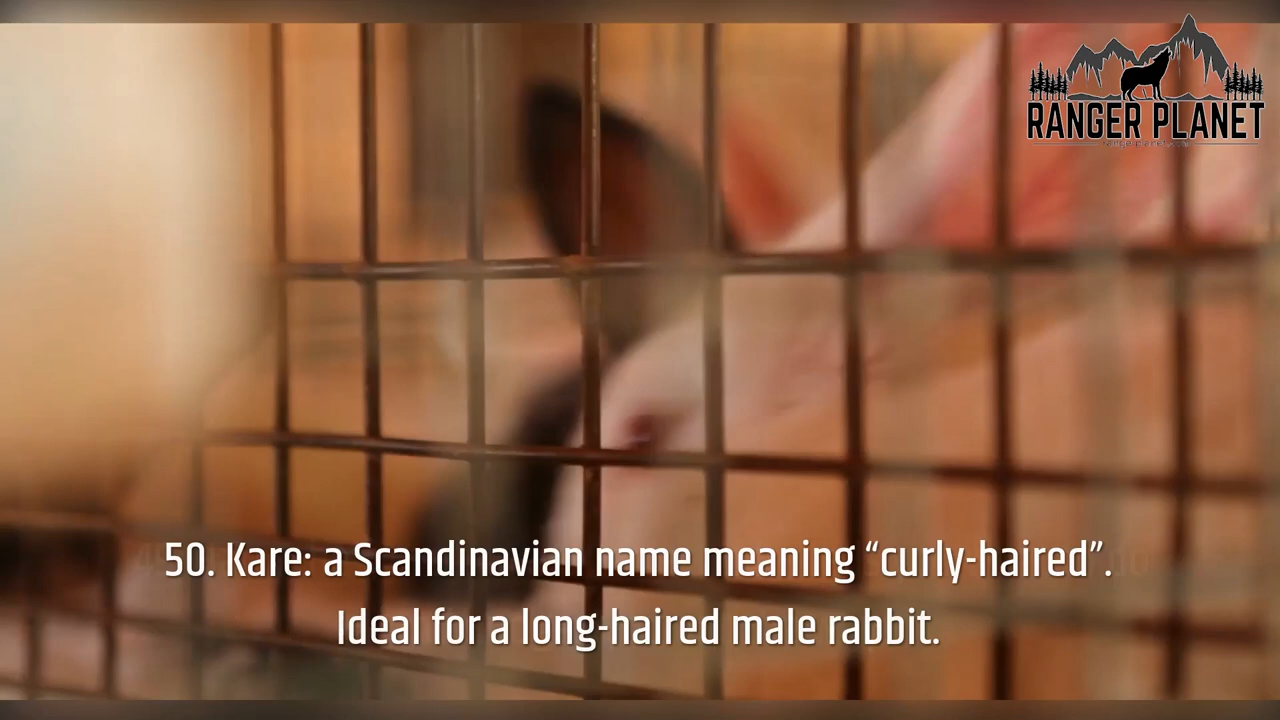 RANGER PLANET
50. Kare: a Scandinavian name meaning “curly-haired”.
Ideal for a long-haired male rabbit.